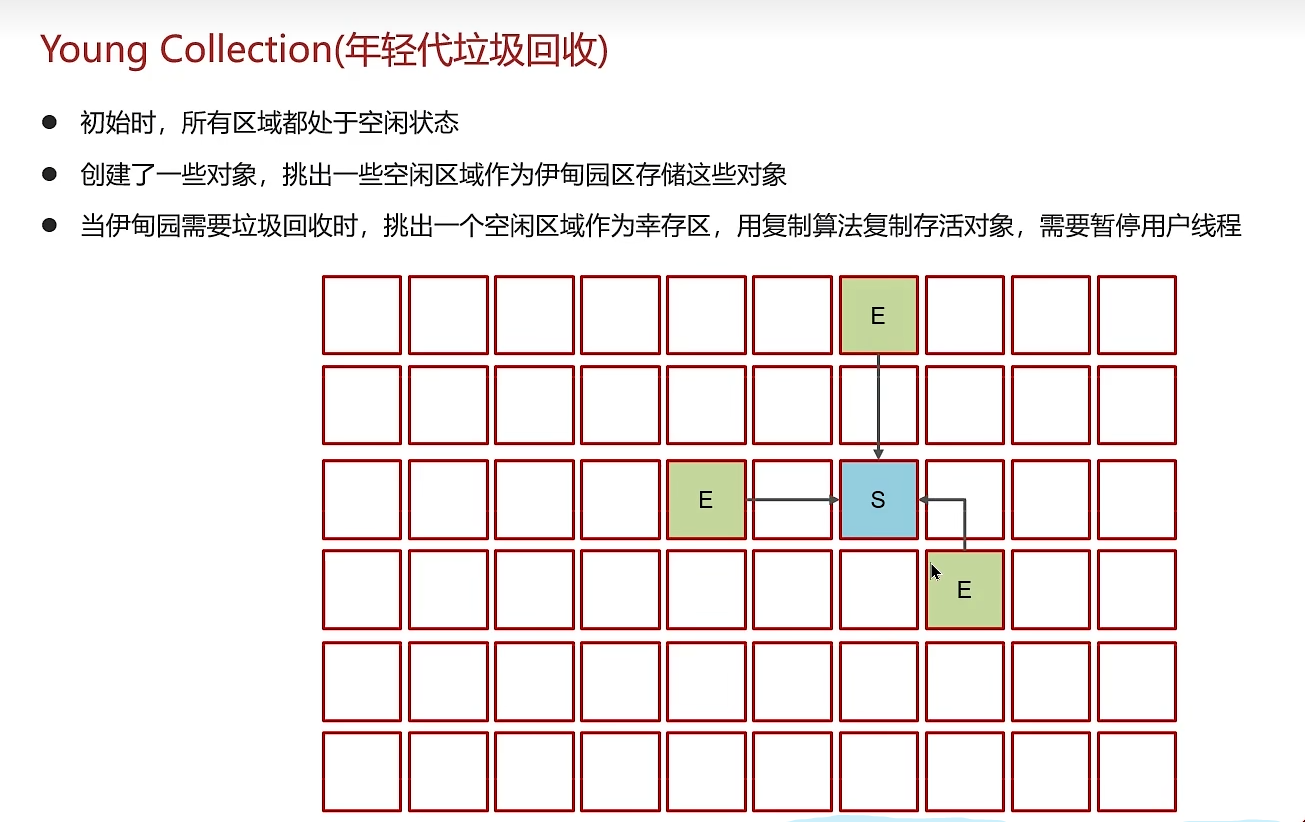 Young Collection(年轻代垃圾回收)
● 初始时，所有区域都处于空闲状态
● 创建了一些对象，挑出一些空闲区域作为伊甸园区存储这些对象
● 当伊甸园需要垃圾回收时，挑出一个空闲区域作为幸存区，用复制算法复制存活对象，需要暂停用户线程
E
E S
E